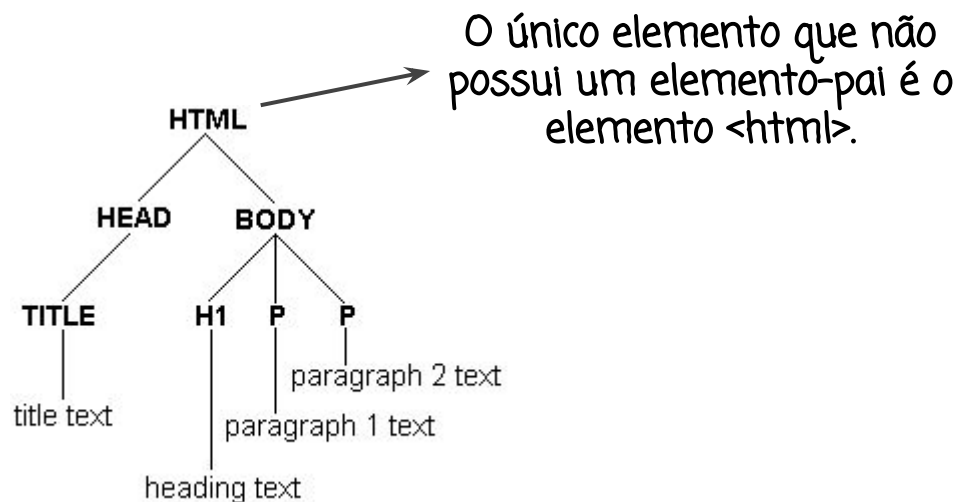 O único elemento que não
possui um elemento-pai é o
elemento <html>.
HTML
HEAD BODY
TITLE H1 P P
paragraph 2 text
title text
paragraph 1 text
heading text